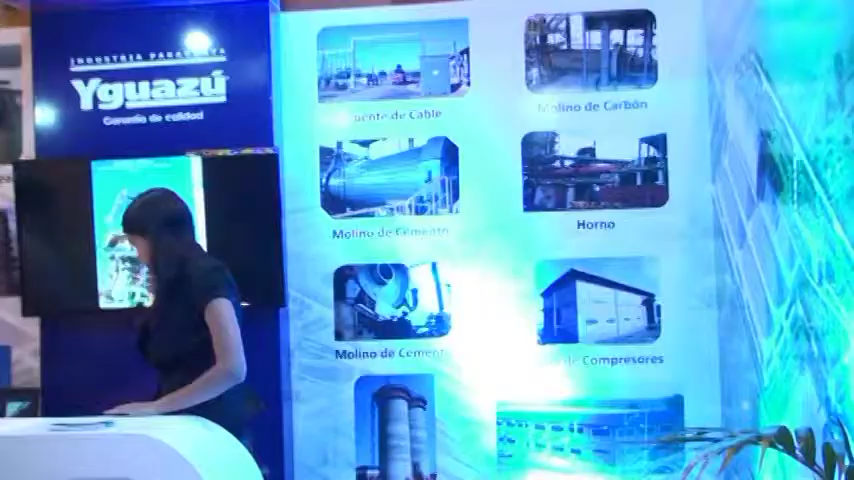 INDUSTRIA PARAGUAYA
Yguazú
Garantía de calidad
uente de Cable
Molino de Carbón
Molino de Cemento
Horno
Molino de Cement
de Compresores